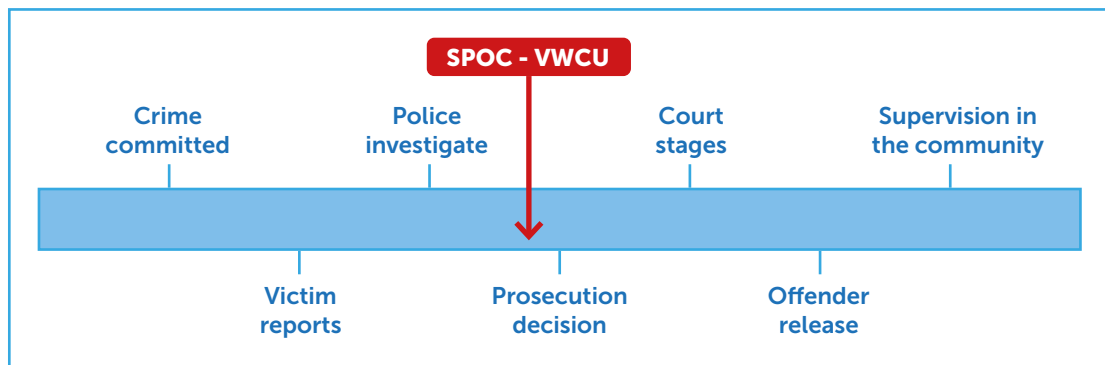 SPOC - VWCU
Crime
committed
Police
investigate
Court
stages
Supervision in
the community
Victim
reports
Prosecution
decision
Offender
release